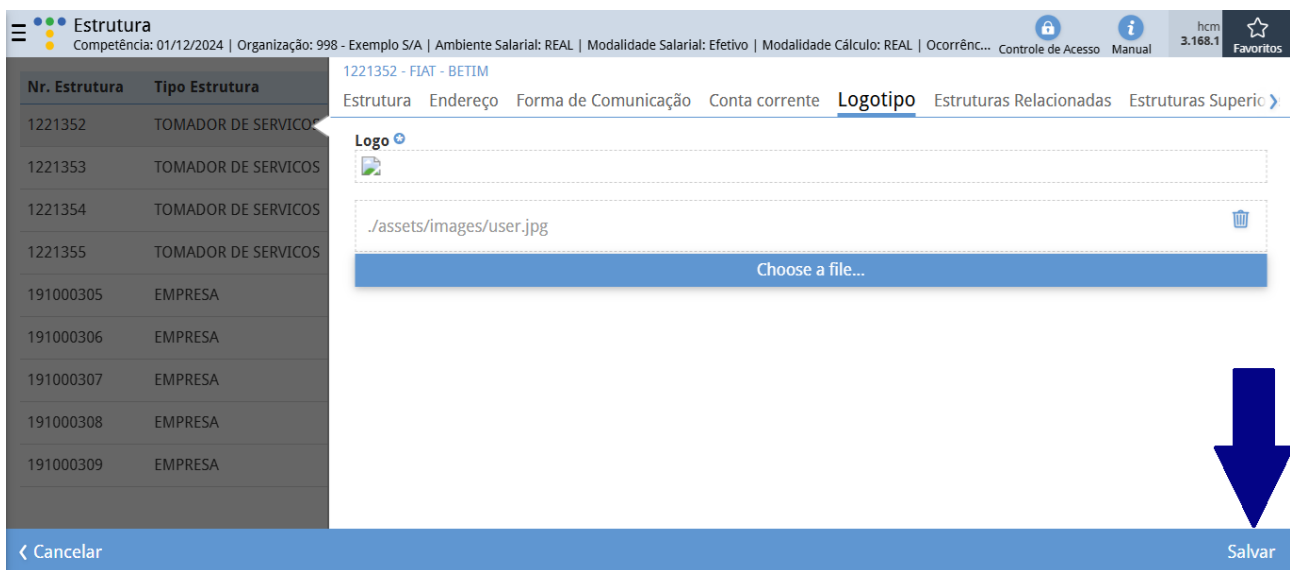 Estrutura
Competência: 01/12/2024 | Organização: 998 - Exemplo S/A | Ambiente Salarial: REAL | Modalidade Salarial: Efetivo | Modalidade Cálculo: REAL | Ocorrênc...
Controle de Acesso
Manual
hcm
3.168.1
Favoritos
Nr. Estrutura Tipo Estrutura
1221352 TOMADOR DE SERVICOS
1221353 TOMADOR DE SERVICOS
1221354 TOMADOR DE SERVICOS
1221355 TOMADOR DE SERVICOS
191000305 EMPRESA
191000306 EMPRESA
191000307 EMPRESA
191000308 EMPRESA
191000309 EMPRESA
1221352 - FIAT - BETIM
Estrutura Endereço Forma de Comunicação Conta corrente Logotipo Estruturas Relacionadas Estruturas Superio
Logo
./assets/images/user.jpg
Choose a file...
Cancelar
Salvar